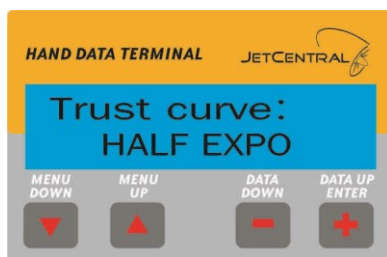 HAND DATA TERMINAL
JETCENTRAL
Trust curve:
HALF EXPO
MENU DOWN
MENU UP
DATA DOWN
DATA UP ENTER